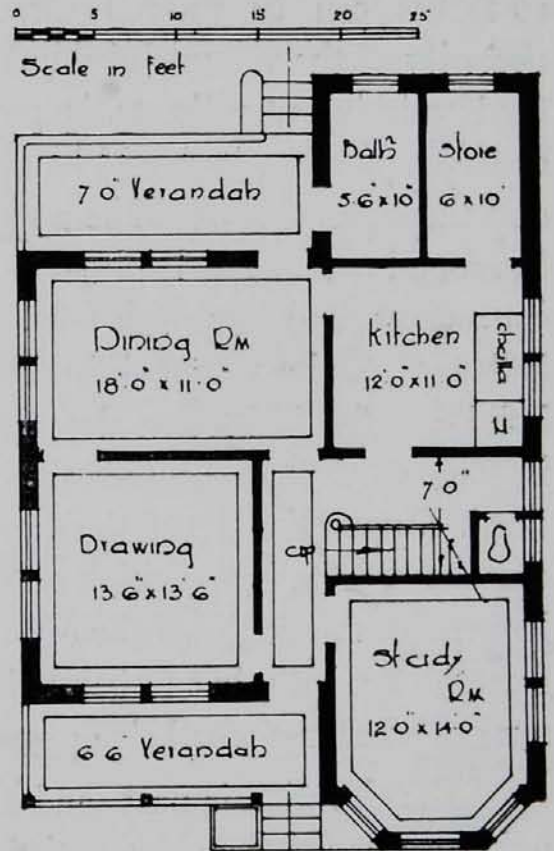 0 5 10 15 20 25'
Scale in Feet
7'0" Verandah
Bath
5'6" x 10'
Store
6 x 10'
Dining Rm
18'0" x 11'0"
Kitchen
12'0" x 11'0"
chulla
7'0"
up
Drawing
13'6" x 13'6"
Study
Rm
12'0" x 14'0"
6'6" Verandah